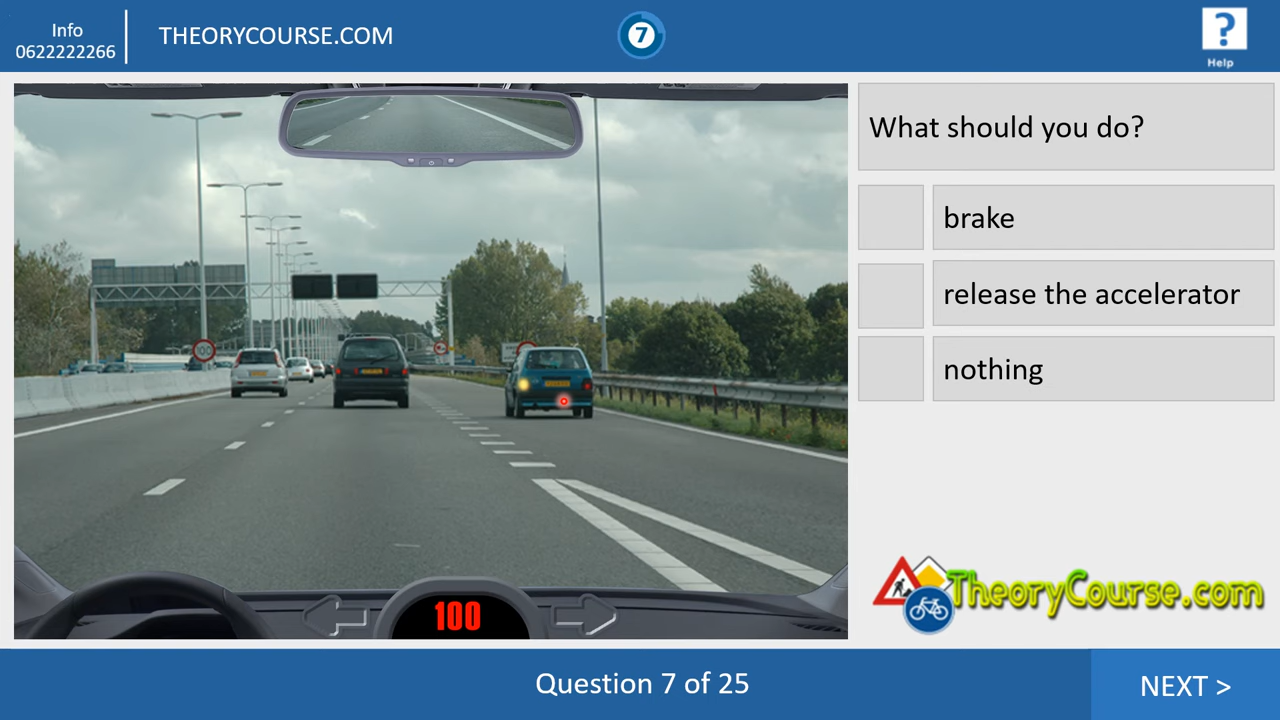 Info
0622222266
THEORYCOURSE.COM
7
?
Help
What should you do?
brake
release the accelerator
nothing
100
100
TheoryCourse.com
Question 7 of 25
NEXT >